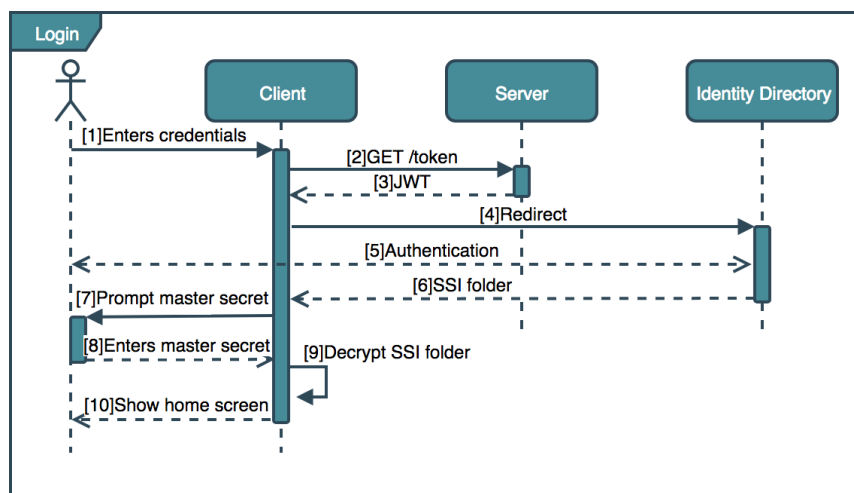 Login
Client
Server
Identity Directory
[1]Enters credentials
[2]GET /token
[3]JWT
[4]Redirect
[5]Authentication
[6]SSI folder
[7]Prompt master secret
[8]Enters master secret
[9]Decrypt SSI folder
[10]Show home screen